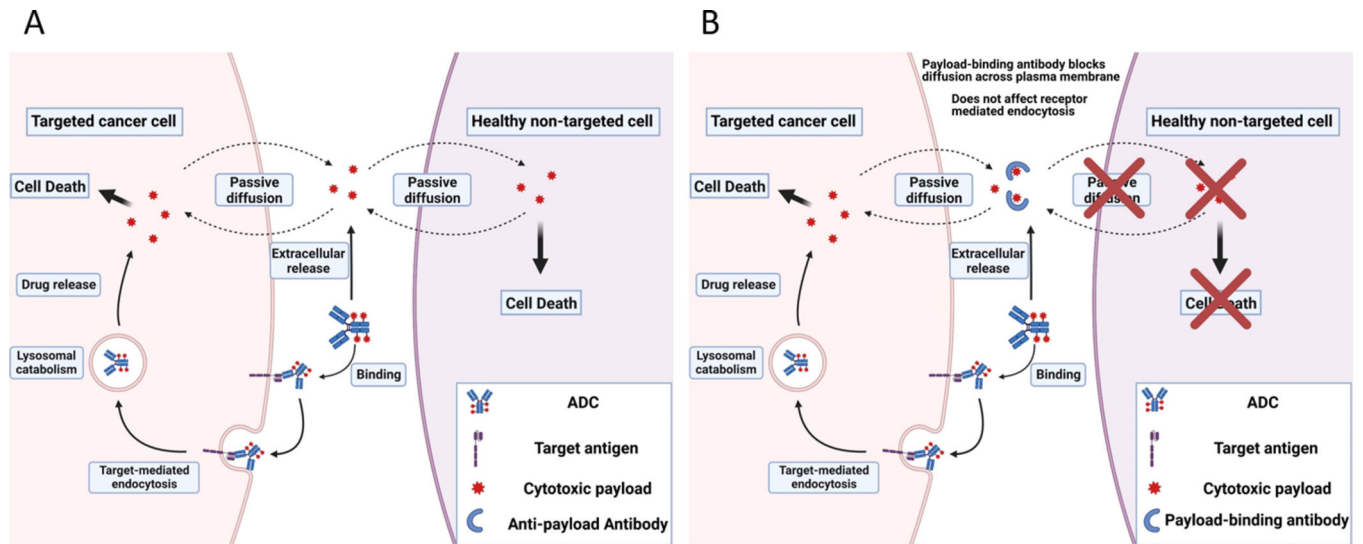 A
Targeted cancer cell
Healthy non-targeted cell
Cell Death
Passive
diffusion
Passive
diffusion
Extracellular
release
Drug release
Cell Death
Lysosomal
catabolism
Binding
Target-mediated
endocytosis
ADC
Target antigen
Cytotoxic payload
Anti-payload Antibody
B
Payload-binding antibody blocks
diffusion across plasma membrane
Does not affect receptor
mediated endocytosis
Targeted cancer cell
Healthy non-targeted cell
Cell Death
Passive
diffusion
Passive
diffusion
Extracellular
release
Drug release
Cell Death
Lysosomal
catabolism
Binding
Target-mediated
endocytosis
ADC
Target antigen
Cytotoxic payload
Payload-binding antibody